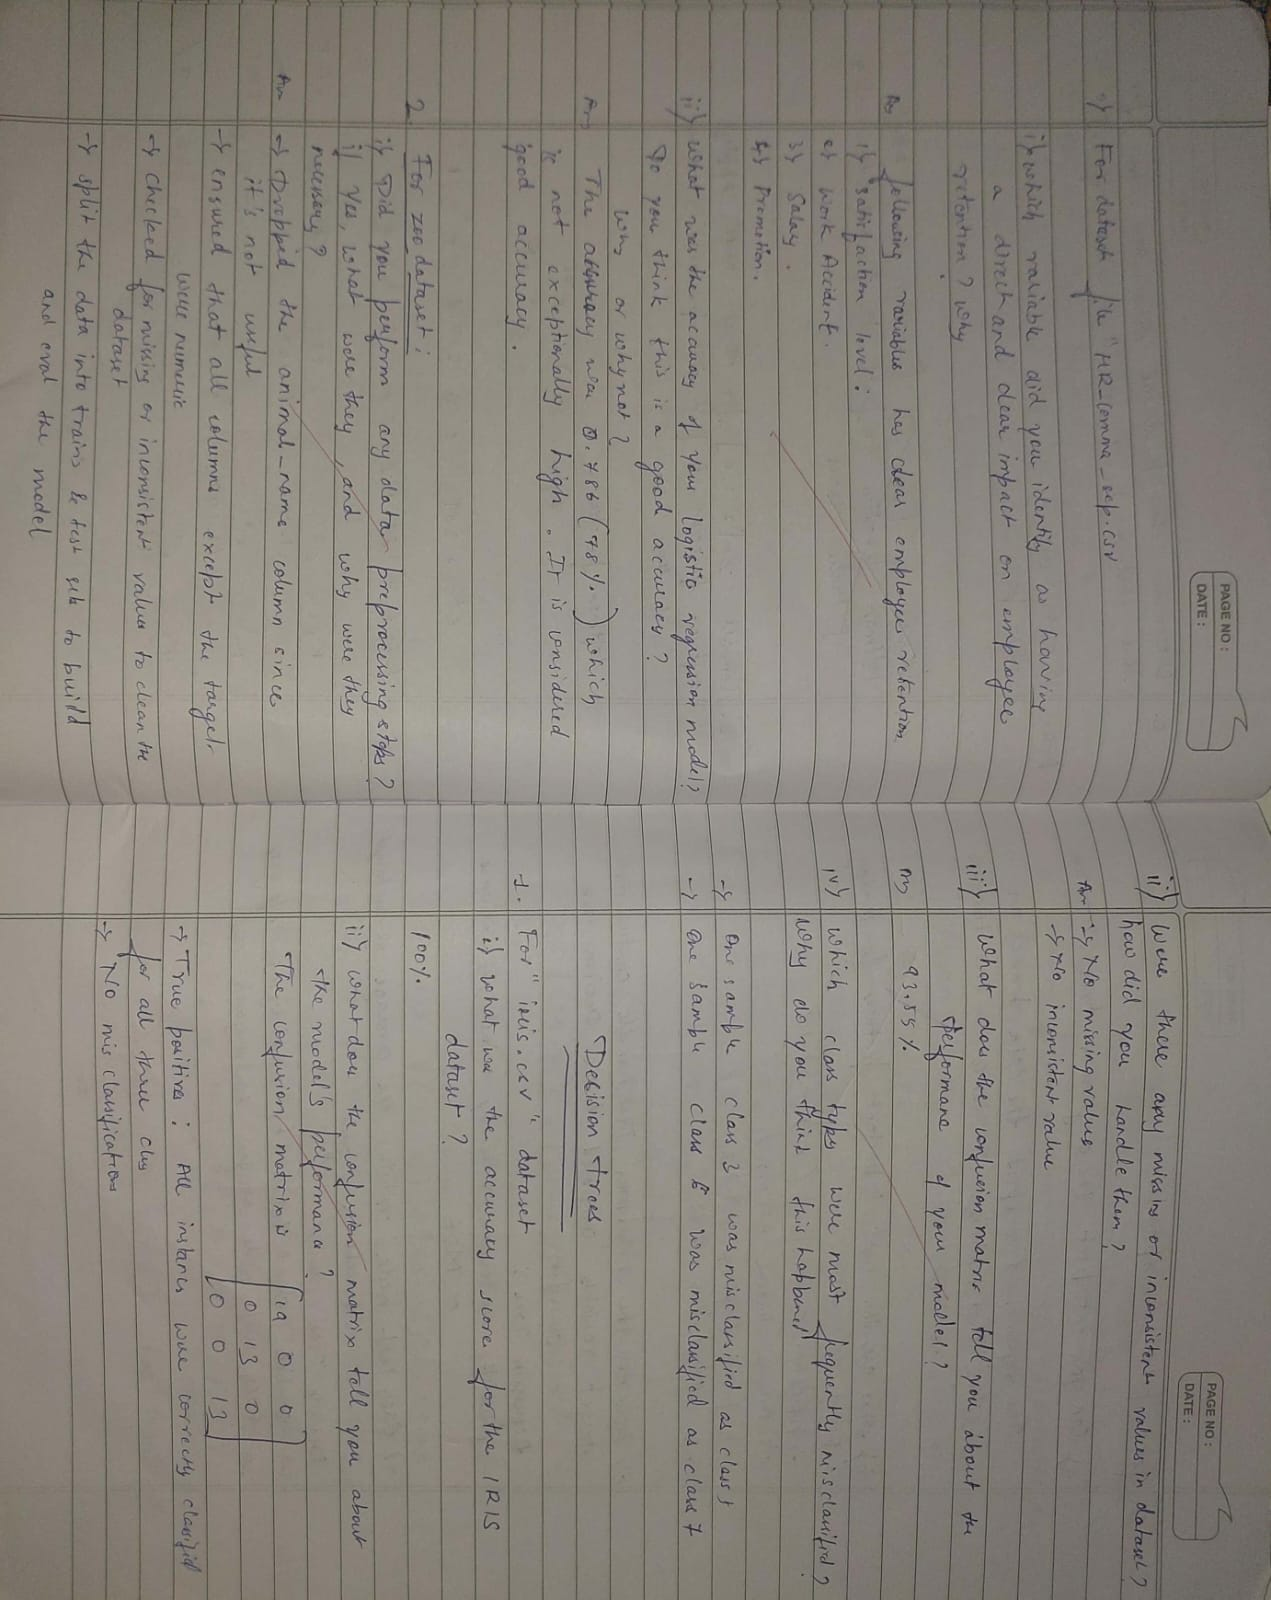 PAGE NO :
DATE :
1) For dataset file "HR_comma_sep.csv
i) which variable did you identify as having
a direct and clear impact on employee
retention ? why
Ans following variables has clear employee retention
1) satisfaction level :
2) Work Accident.
3) Salary .
4) Promotion.
ii) what was the accuracy of your logistic regression model?
Do you think this is a good accuracy ?
why or why not ?
Ans The accuracy was 0.786 (78%) which
is not exceptionally high . It is considered
good accuracy .
2. For zoo dataset :
i) Did you perform any data preprocessing steps ?
if yes, what were they , and why were they
necessary ?
Ans → Dropped the animal_name column since
it's not useful
→ ensured that all columns except the target
were numeric
→ checked for missing or inconsistent values to clean the
dataset
→ split the data into trains & test sets to build
and eval the model
PAGE NO :
DATE :
ii) Were there any missing or inconsistent values in dataset ?
how did you handle them ?
Ans → No missing value
→ No inconsistent value
iii) What does the confusion matrix tell you about the
performance of your model ?
Ans 93.55 %
iv) which class types were most frequently misclassified ?
why do you think this happened
→ one sample class 3 was misclassified as class
→ one sample class 6 was misclassified as class 7
Decision trees
1. For "iris.csv" dataset
i) what was the accuracy score for the IRIS
dataset ?
100%.
ii) what does the confusion matrix tell you about
the model's performance ?
The confusion matrix is
19 0 0
0 13 0
0 0 13
→ True positives : All instances were correctly classified
for all three
→ No misclassifications